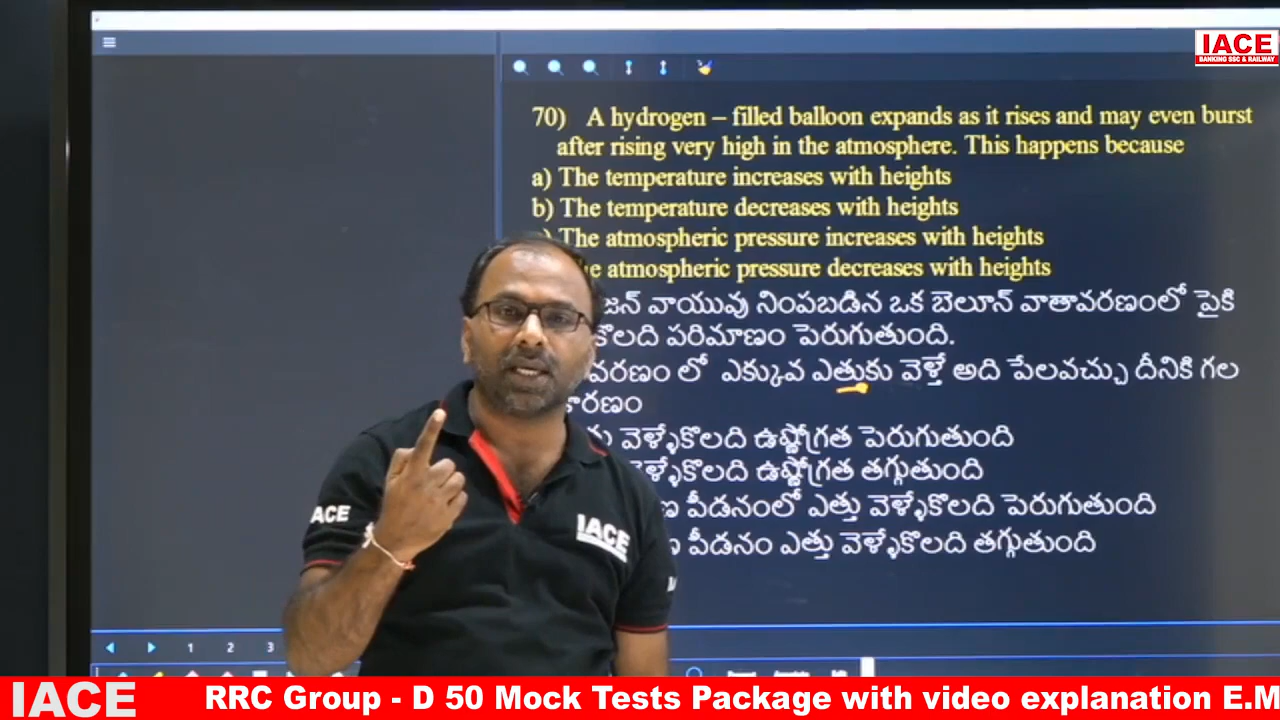 IACE
BANKING SSC & RAILWAY
70) A hydrogen – filled balloon expands as it rises and may even burst
after rising very high in the atmosphere. This happens because
a) The temperature increases with heights
b) The temperature decreases with heights
The atmospheric pressure increases with heights
atmospheric pressure decreases with heights
వాయువు నింపబడిన ఒక బెలూన్ వాతావరణంలో పైకి
పరిమాణం పెరుగుతుంది.
లో ఎక్కువ ఎత్తుకు వెళ్తే అది పేలవచ్చు దీనికి గల
కారణం
వెళ్ళేకొలది ఉష్ణోగ్రత పెరుగుతుంది
వెళ్ళేకొలది ఉష్ణోగ్రత తగ్గుతుంది
పీడనంలో ఎత్తు వెళ్ళేకొలది పెరుగుతుంది
పీడనం ఎత్తు వెళ్ళేకొలది తగ్గుతుంది
IACE
IACE
1 2 3
IACE RRC Group - D 50 Mock Tests Package with video explanation E.M